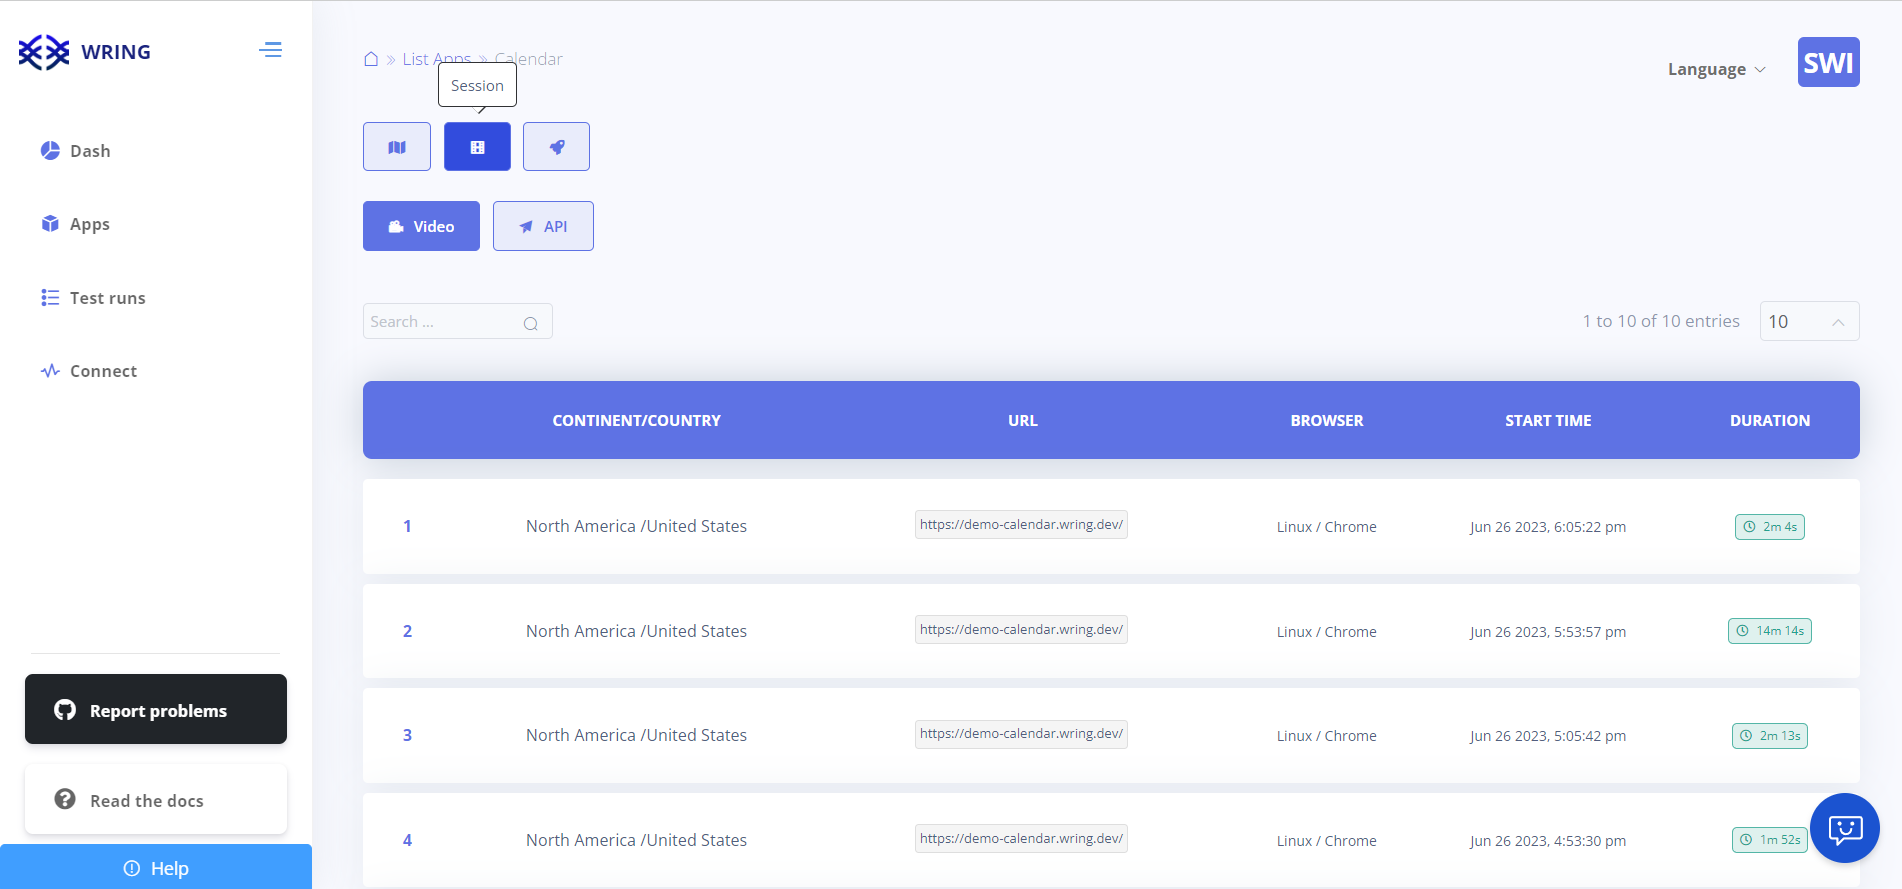 WRING
Dash
Apps
Test runs
Connect
Report problems
Read the docs
Help
List Apps » Calendar
Language
SWI
Session
Video
API
Search ...
1 to 10 of 10 entries
10
CONTINENT/COUNTRY URL BROWSER START TIME DURATION
1 North America /United States https://demo-calendar.wring.dev/ Linux / Chrome Jun 26 2023, 6:05:22 pm 2m 4s
2 North America /United States https://demo-calendar.wring.dev/ Linux / Chrome Jun 26 2023, 5:53:57 pm 14m 14s
3 North America /United States https://demo-calendar.wring.dev/ Linux / Chrome Jun 26 2023, 5:05:42 pm 2m 13s
4 North America /United States https://demo-calendar.wring.dev/ Linux / Chrome Jun 26 2023, 4:53:30 pm 1m 52s